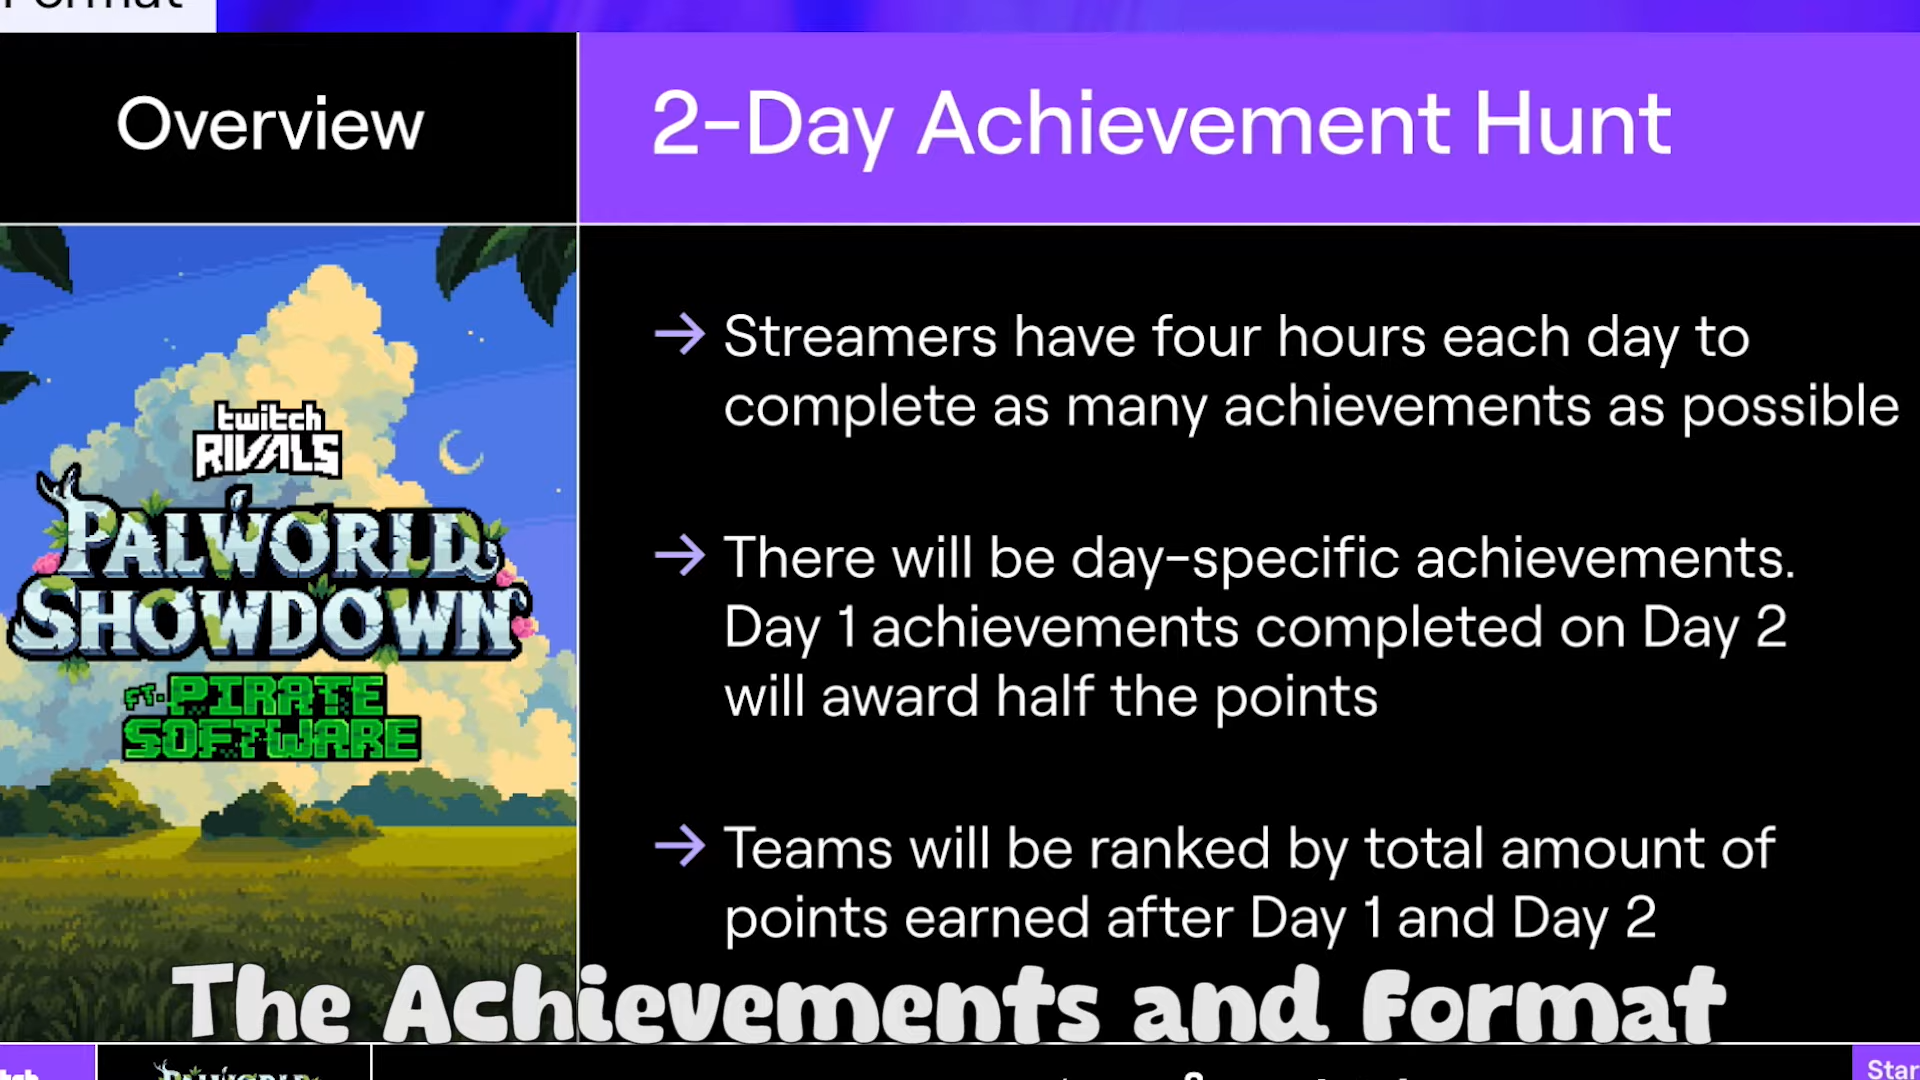 Format
Overview
2-Day Achievement Hunt
→ Streamers have four hours each day to
complete as many achievements as possible
→ There will be day-specific achievements.
Day 1 achievements completed on Day 2
will award half the points
→ Teams will be ranked by total amount of
points earned after Day 1 and Day 2
twitch
RIVALS
PALWORLD
SHOWDOWN
FT. PIRATE
SOFTWARE
The Achievements and Format
PALWORLD